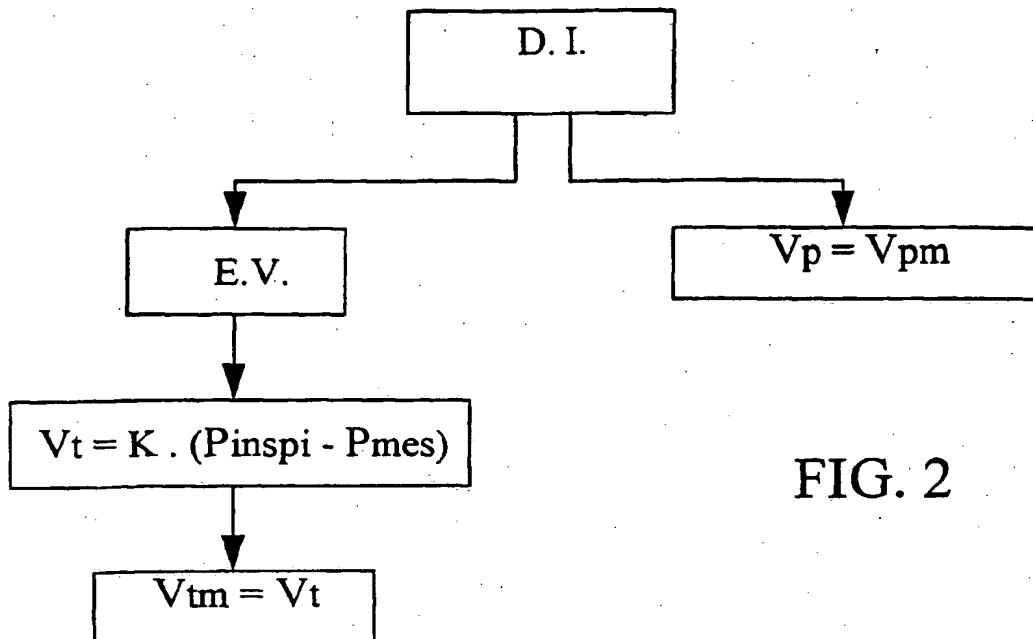 D. I.
E.V.
Vp = Vpm
Vt = K . (Pinspi - Pmes)
FIG. 2
Vtm = Vt